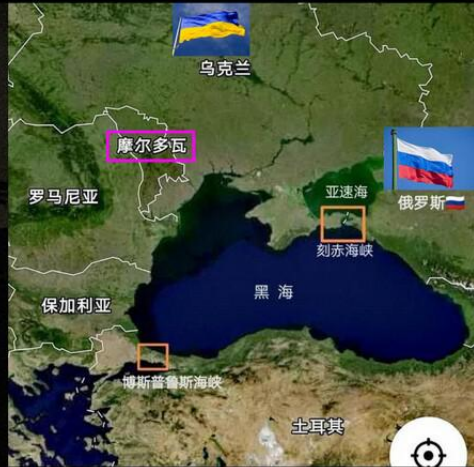 乌克兰
摩尔多瓦
罗马尼亚
亚速海
俄罗斯
刻赤海峡
黑 海
保加利亚
博斯普鲁斯海峡
土耳其